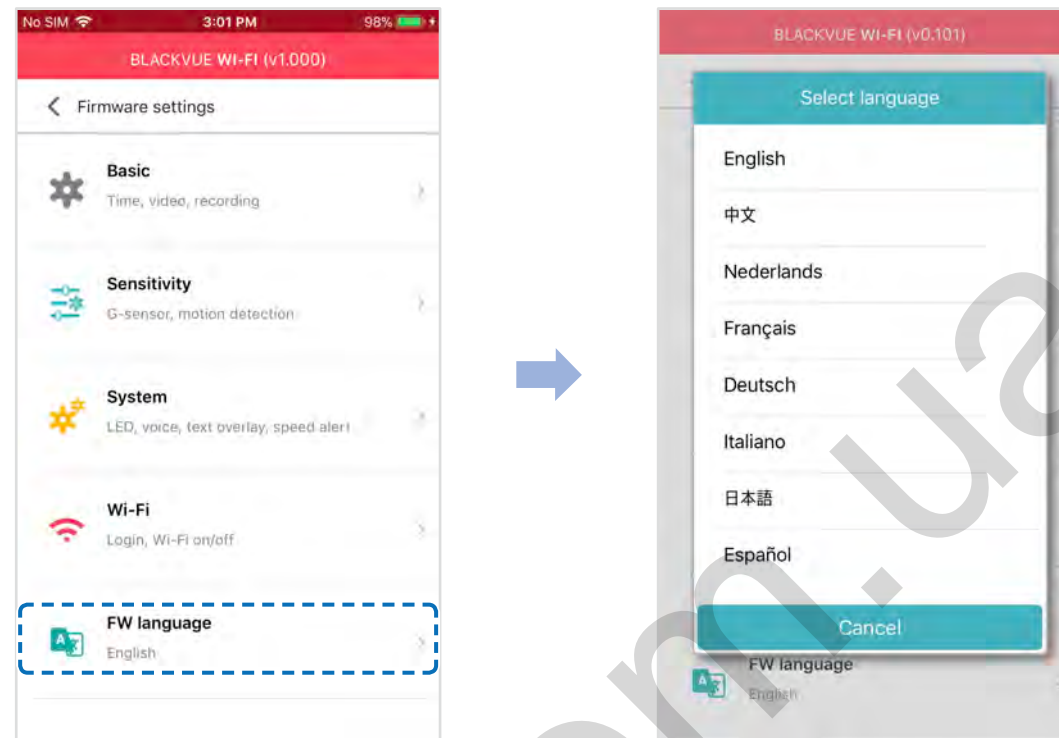 No SIM 3:01 PM 98%
BLACKVUE WI-FI (v1.000)
Firmware settings
Basic
Time, video, recording
Sensitivity
G-sensor, motion detection
System
LED, voice, text overlay, speed alert
Wi-Fi
Login, Wi-Fi on/off
FW language
English
BLACKVUE WI-FI (v0.101)
Select language
English
中文
Nederlands
Français
Deutsch
Italiano
日本語
Español
Cancel
FW language
English
om.ua